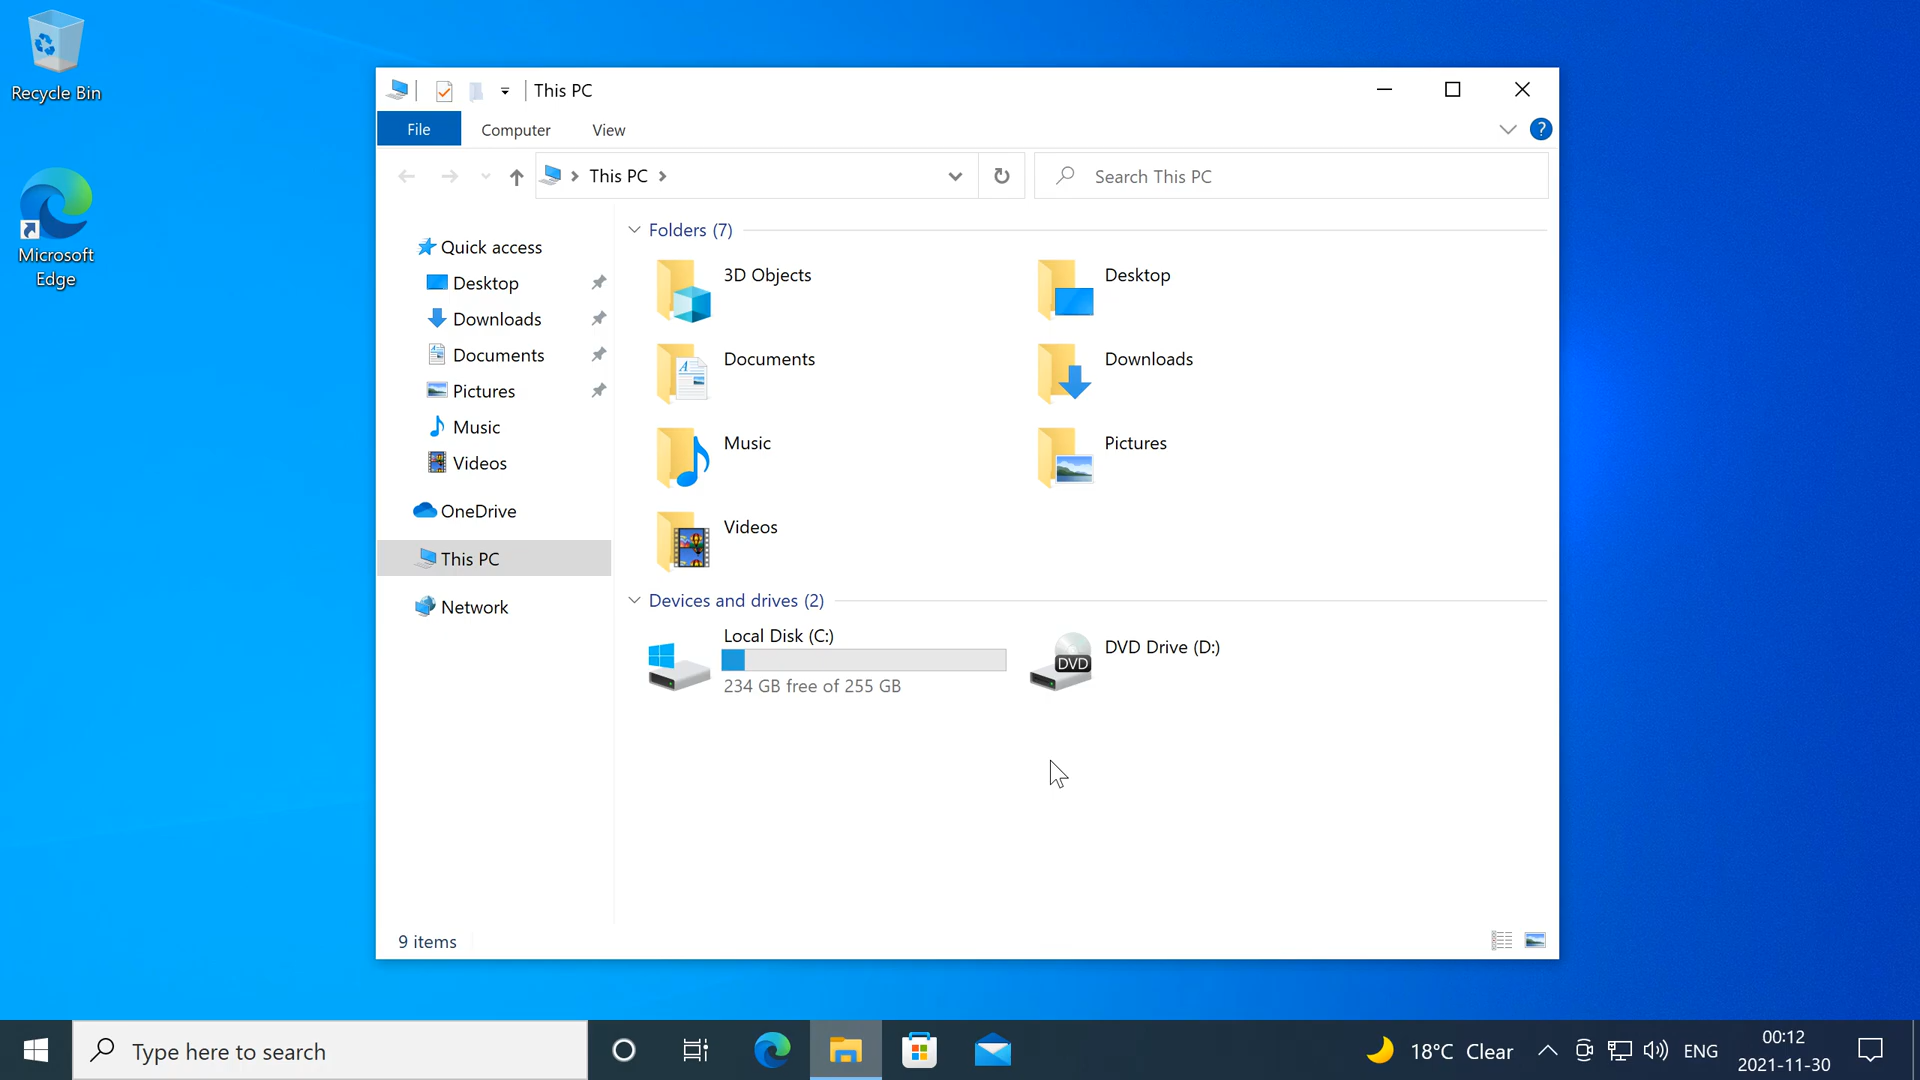 Recycle Bin
Microsoft
Edge
This PC
File
Computer
View
?
This PC
Search This PC
Quick access
Desktop
Downloads
Documents
Pictures
Music
Videos
OneDrive
This PC
Network
Folders (7)
3D Objects
Desktop
Documents
Downloads
Music
Pictures
Videos
Devices and drives (2)
Local Disk (C:)
234 GB free of 255 GB
DVD
DVD Drive (D:)
9 items
Type here to search
18°C Clear
ENG
00:12
2021-11-30